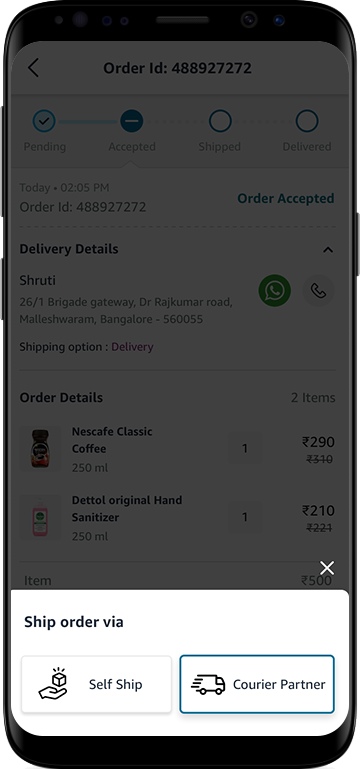 Order Id: 488927272
Pending
Accepted
Shipped
Delivered
Today • 02:05 PM
Order Id: 488927272
Order Accepted
Delivery Details
Shruti
26/1 Brigade gateway, Dr Rajkumar road,
Malleshwaram, Bangalore - 560055
Shipping option : Delivery
Order Details
2 Items
Nescafe Classic
Coffee
250 ml
1
₹290
₹310
Dettol original Hand
Sanitizer
250 ml
1
₹210
₹221
Item
₹500
Ship order via
Self Ship
Courier Partner